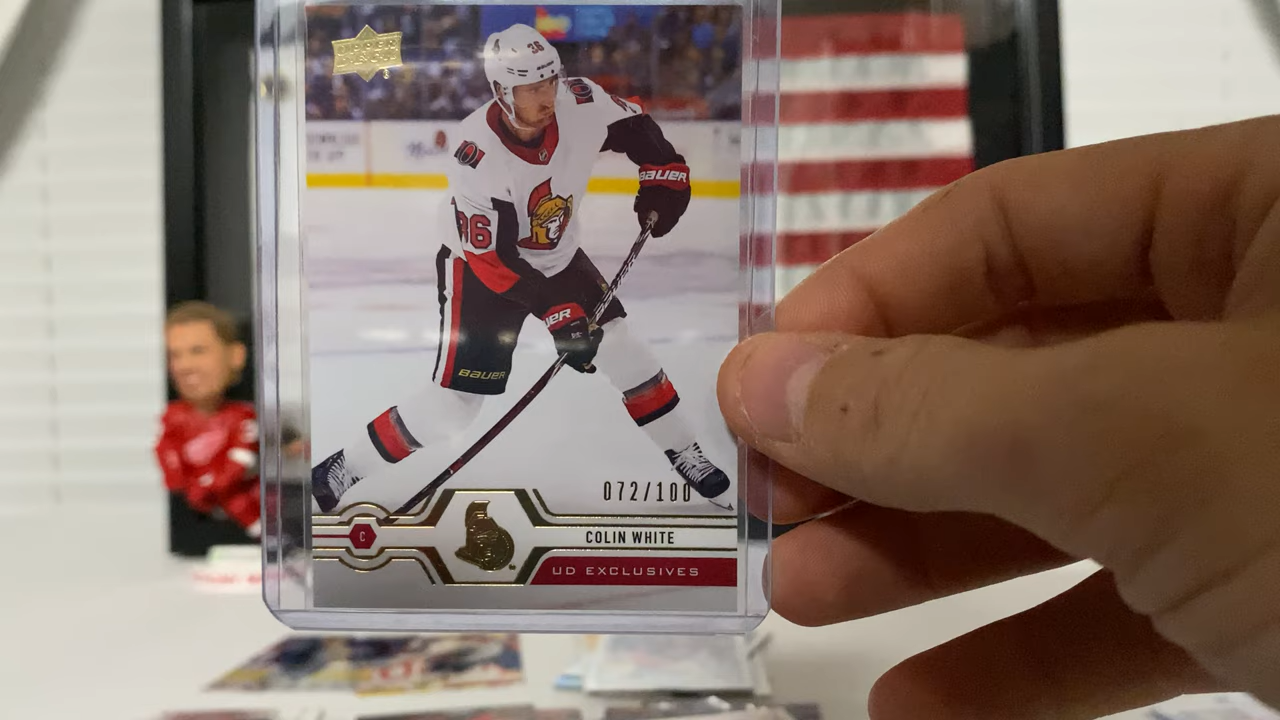 UPPER DECK
36
BAUER
36
BAUER
BAUER
072/100
C
COLIN WHITE
UD EXCLUSIVES